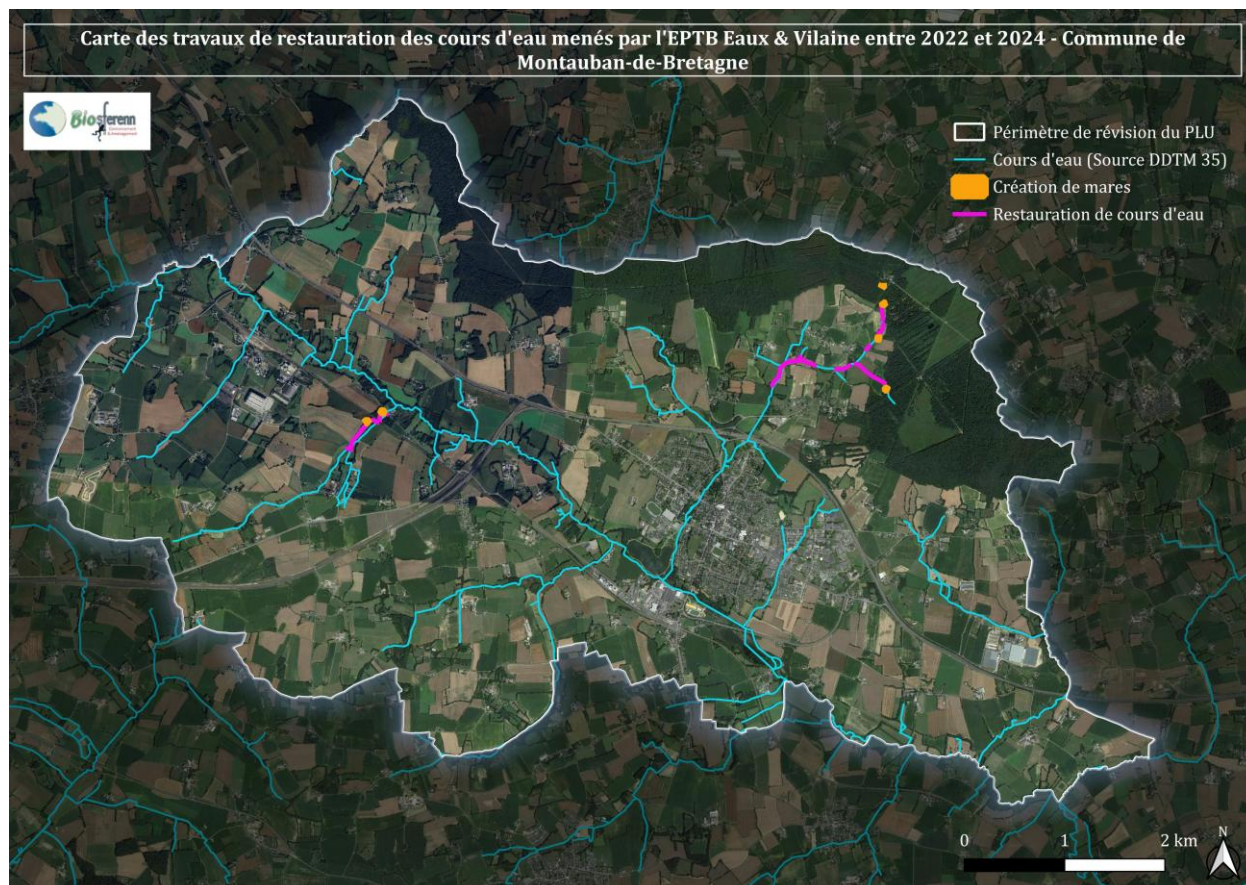 Carte des travaux de restauration des cours d'eau menés par l'EPTB Eaux & Vilaine entre 2022 et 2024 - Commune de
Montauban-de-Bretagne
Biosferenn
Périmètre de révision du PLU
Cours d'eau (Source DDTM 35)
Création de mares
Restauration de cours d'eau
0 1 2 km
N